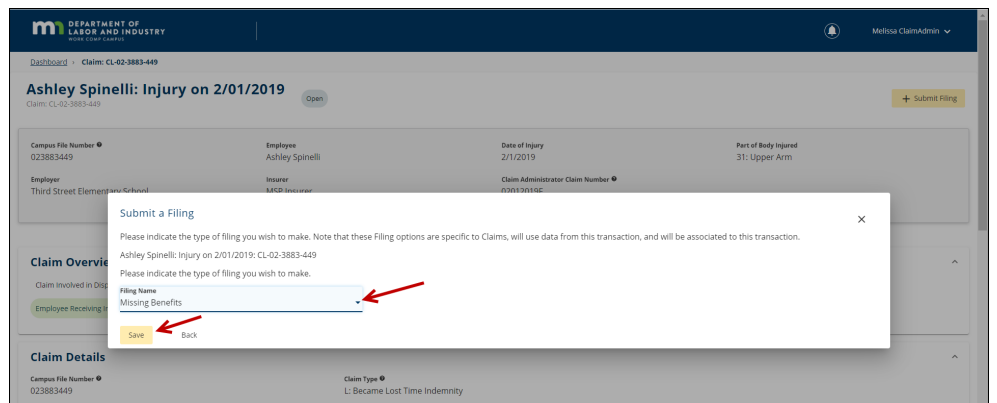 DEPARTMENT OF
LABOR AND INDUSTRY
WORK COMP CAMPUS
Melissa ClaimAdmin
Dashboard › Claim: CL-02-3883-449
Ashley Spinelli: Injury on 2/01/2019
Open
Claim: CL-02-3883-449
+ Submit Filing
Campus File Number
Employee
Date of Injury
Part of Body Injured
023883449
Ashley Spinelli
2/1/2019
31: Upper Arm
Employer
Insurer
Claim Administrator Claim Number
Third Street Elementary School
MSP Insurer
02012019F
Submit a Filing
Please indicate the type of filing you wish to make. Note that these Filing options are specific to Claims, will use data from this transaction, and will be associated to this transaction.
Ashley Spinelli: Injury on 2/01/2019: CL-02-3883-449
Please indicate the type of filing you wish to make.
Filing Name
Missing Benefits
Save
Back
Claim Overvie
Claim Involved in Disp
Employee Receiving In
Claim Details
Campus File Number
Claim Type
023883449
L: Became Lost Time Indemnity